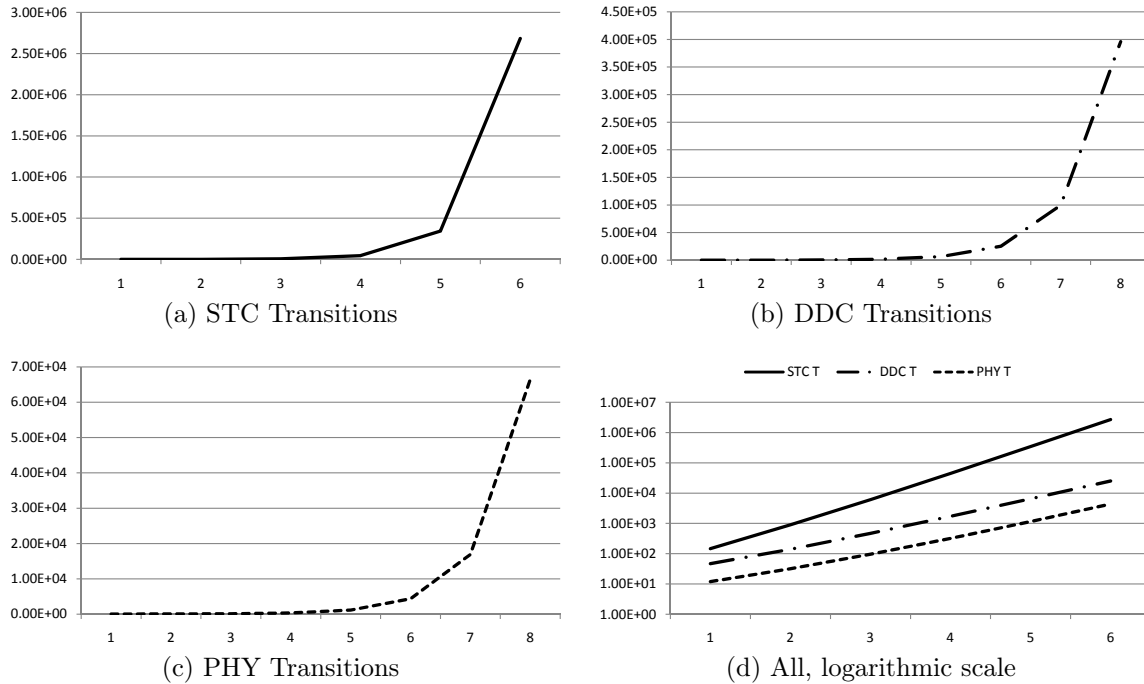 3.00E+06
2.50E+06
2.00E+06
1.50E+06
1.00E+06
5.00E+05
0.00E+00
1 2 3 4 5 6
(a) STC Transitions
4.50E+05
4.00E+05
3.50E+05
3.00E+05
2.50E+05
2.00E+05
1.50E+05
1.00E+05
5.00E+04
0.00E+00
1 2 3 4 5 6 7 8
(b) DDC Transitions
7.00E+04
6.00E+04
5.00E+04
4.00E+04
3.00E+04
2.00E+04
1.00E+04
0.00E+00
1 2 3 4 5 6 7 8
(c) PHY Transitions
STC T DDC T PHY T
1.00E+07
1.00E+06
1.00E+05
1.00E+04
1.00E+03
1.00E+02
1.00E+01
1.00E+00
1 2 3 4 5 6
(d) All, logarithmic scale